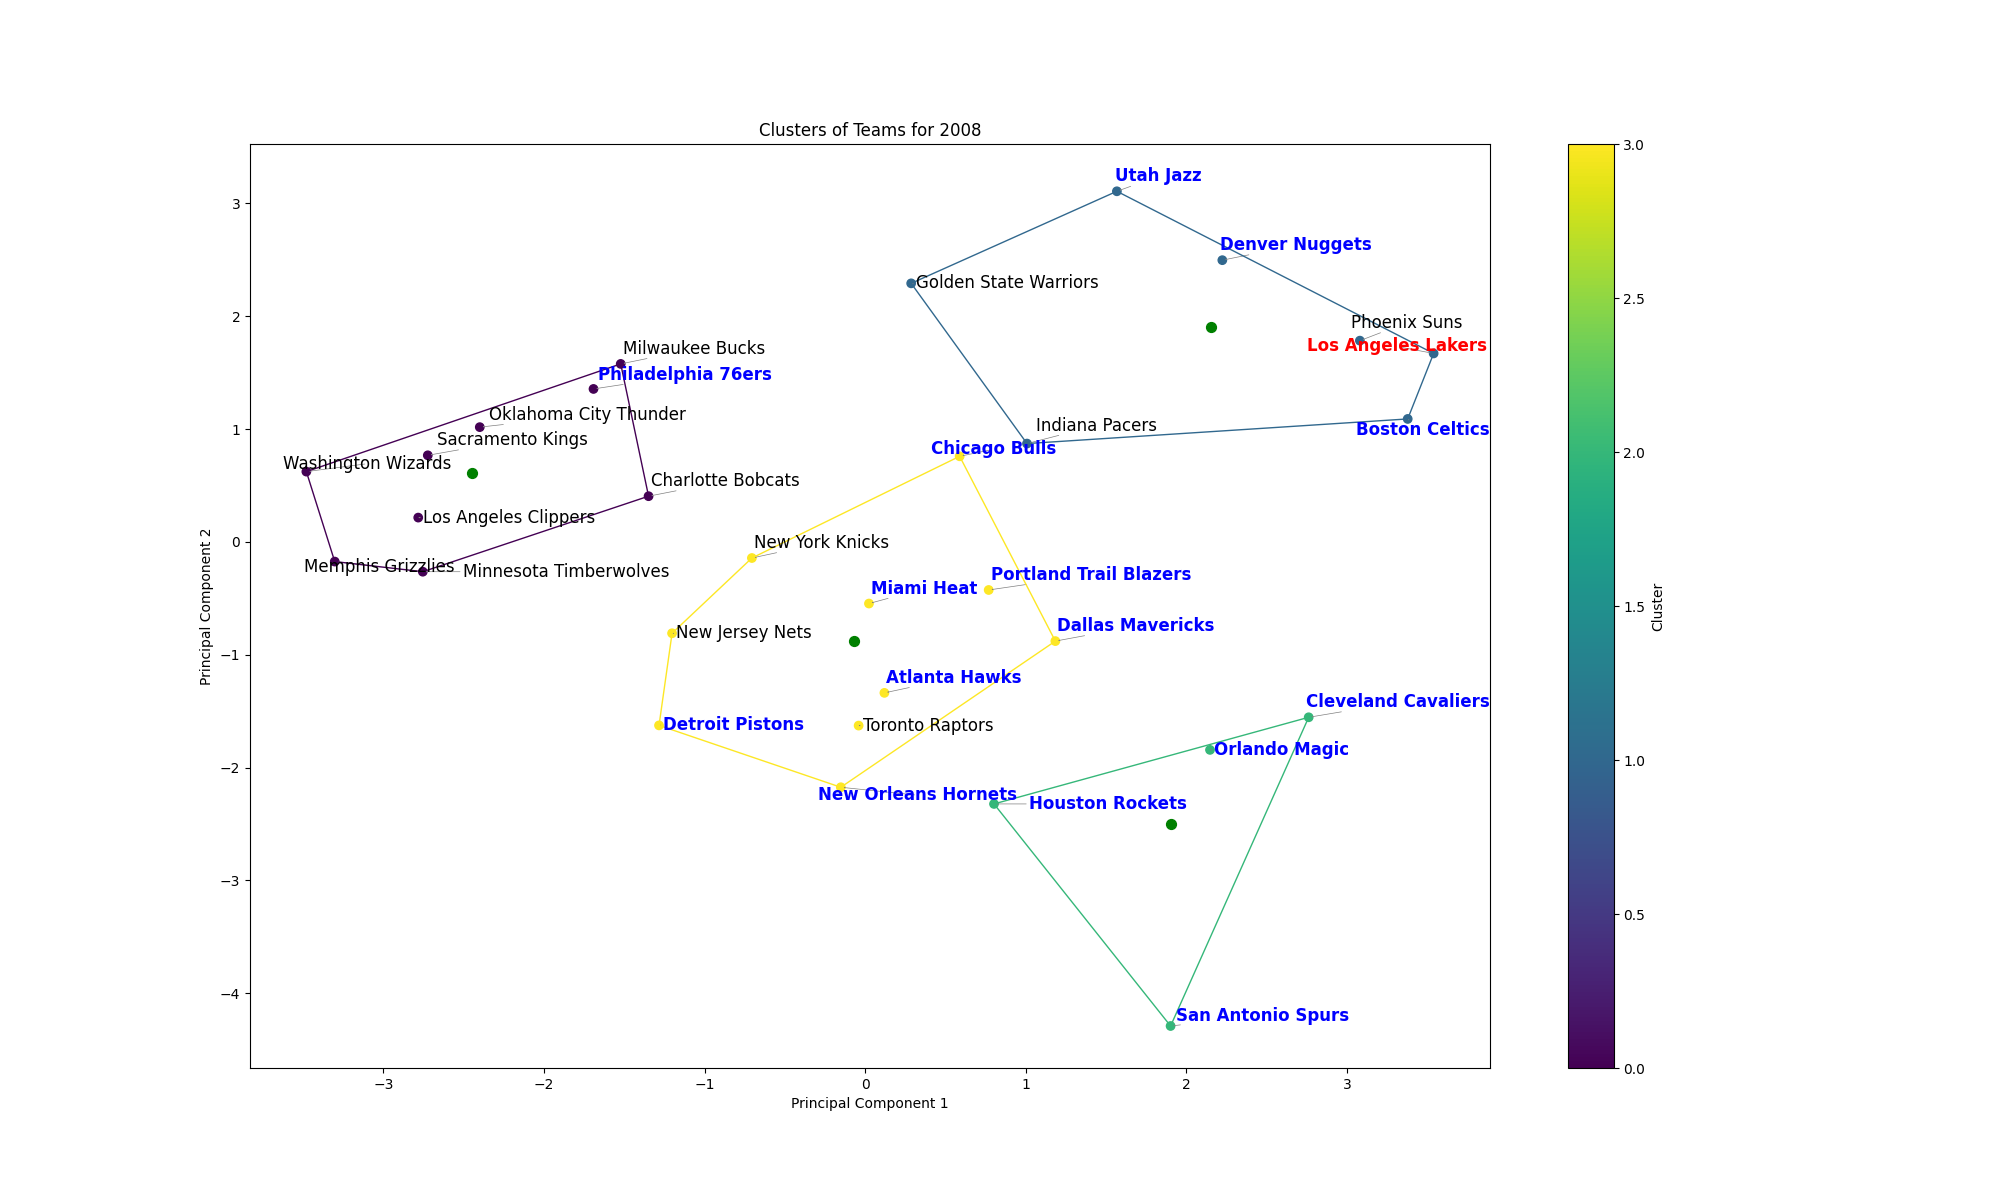 Clusters of Teams for 2008
Utah Jazz
Denver Nuggets
Golden State Warriors
Phoenix Suns
Los Angeles Lakers
Milwaukee Bucks
Philadelphia 76ers
Oklahoma City Thunder
Sacramento Kings
Washington Wizards
Indiana Pacers
Boston Celtics
Chicago Bulls
Charlotte Bobcats
Los Angeles Clippers
Memphis Grizzlies
Minnesota Timberwolves
New York Knicks
Miami Heat
Portland Trail Blazers
New Jersey Nets
Dallas Mavericks
Atlanta Hawks
Detroit Pistons
Toronto Raptors
Cleveland Cavaliers
Orlando Magic
New Orleans Hornets
Houston Rockets
San Antonio Spurs
3
2
1
0
−1
−2
−3
−4
Principal Component 2
−3
−2
−1
0
1
2
3
Principal Component 1
3.0
2.5
2.0
1.5
1.0
0.5
0.0
Cluster